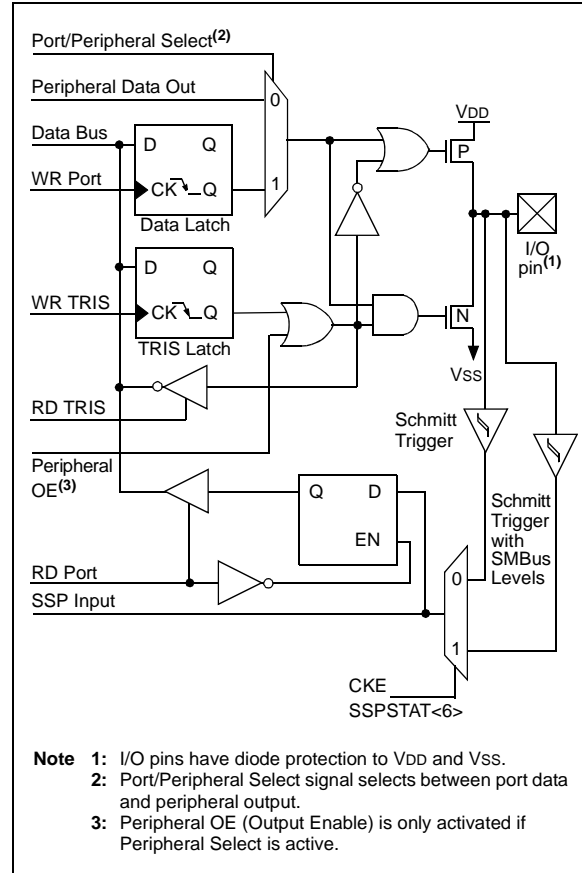 Port/Peripheral Select(2)
Peripheral Data Out
0
VDD
Data Bus
D Q
P
WR Port
CK Q
1
Data Latch
I/O
pin(1)
D Q
WR TRIS
CK Q
N
TRIS Latch
VSS
RD TRIS
Schmitt
Trigger
Peripheral
OE(3)
Q D
EN
Schmitt
Trigger
with
SMBus
Levels
RD Port
0
SSP Input
1
CKE
SSPSTAT<6>
Note 1: I/O pins have diode protection to VDD and VSS.
2: Port/Peripheral Select signal selects between port data
and peripheral output.
3: Peripheral OE (Output Enable) is only activated if
Peripheral Select is active.